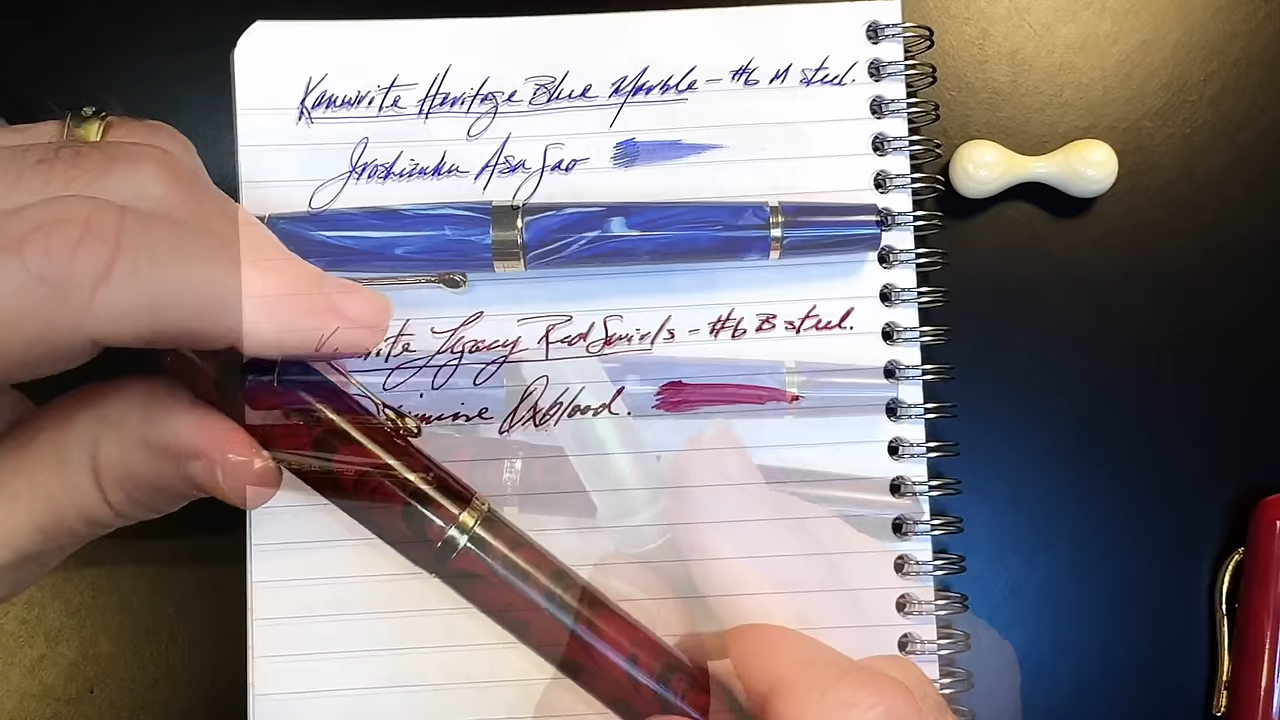 Kanwrite Heritage Blue Marble - #6 M steel.
Iroshizuku Asa Gao
Legacy Red Swirls - #6 B steel.
Oxblood.